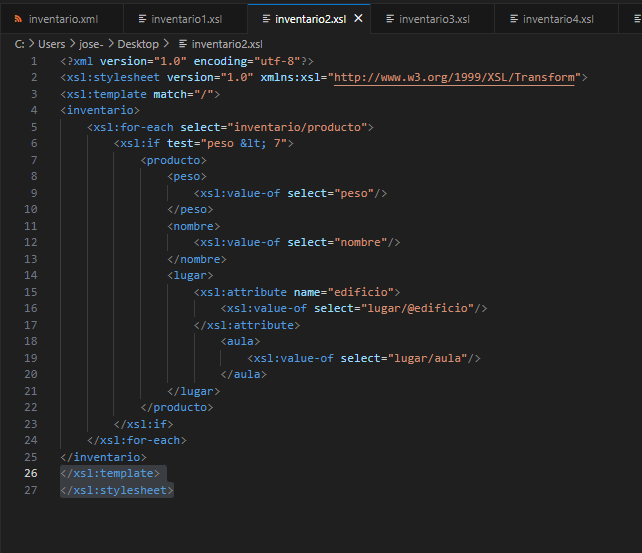 inventario.xml inventario1.xsl inventario2.xsl inventario3.xsl inventario4.xsl
C: > Users > jose- > Desktop > inventario2.xsl
1 <?xml version="1.0" encoding="utf-8"?>
2 <xsl:stylesheet version="1.0" xmlns:xsl="http://www.w3.org/1999/XSL/Transform">
3 <xsl:template match="/">
4 <inventario>
5 <xsl:for-each select="inventario/producto">
6 <xsl:if test="peso &lt; 7">
7 <producto>
8 <peso>
9 <xsl:value-of select="peso"/>
10 </peso>
11 <nombre>
12 <xsl:value-of select="nombre"/>
13 </nombre>
14 <lugar>
15 <xsl:attribute name="edificio">
16 <xsl:value-of select="lugar/@edificio"/>
17 </xsl:attribute>
18 <aula>
19 <xsl:value-of select="lugar/aula"/>
20 </aula>
21 </lugar>
22 </producto>
23 </xsl:if>
24 </xsl:for-each>
25 </inventario>
26 </xsl:template>
27 </xsl:stylesheet>